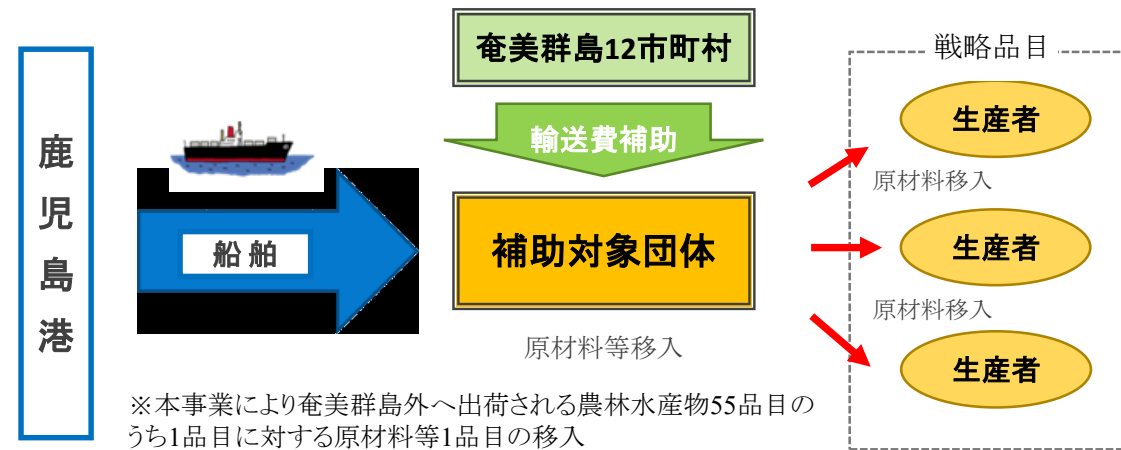 鹿児島港
船舶
奄美群島12市町村
輸送費補助
補助対象団体
原材料等移入
戦略品目
生産者
原材料移入
生産者
原材料移入
生産者
※本事業により奄美群島外へ出荷される農林水産物55品目の
うち1品目に対する原材料等1品目の移入